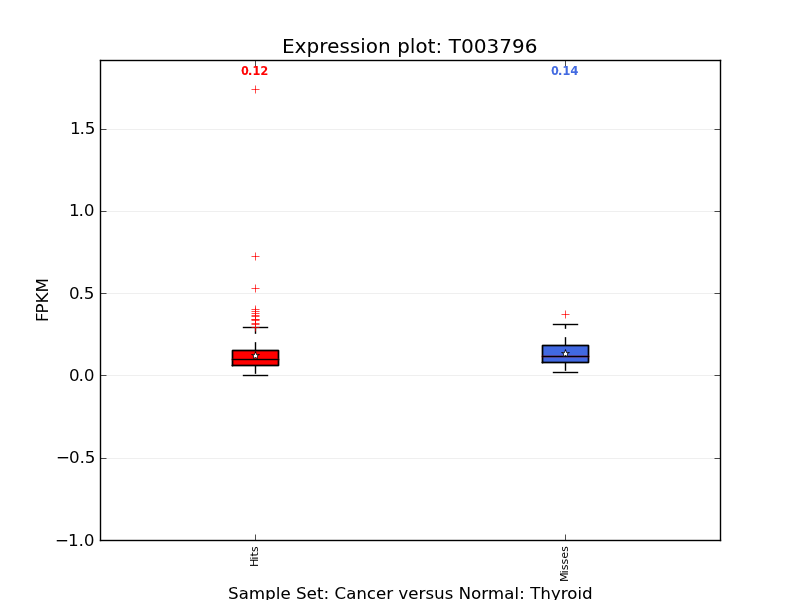 Expression plot: T003796
0.12
0.14
1.5
1.0
0.5
0.0
−0.5
−1.0
FPKM
Hits
Misses
Sample Set: Cancer versus Normal: Thyroid